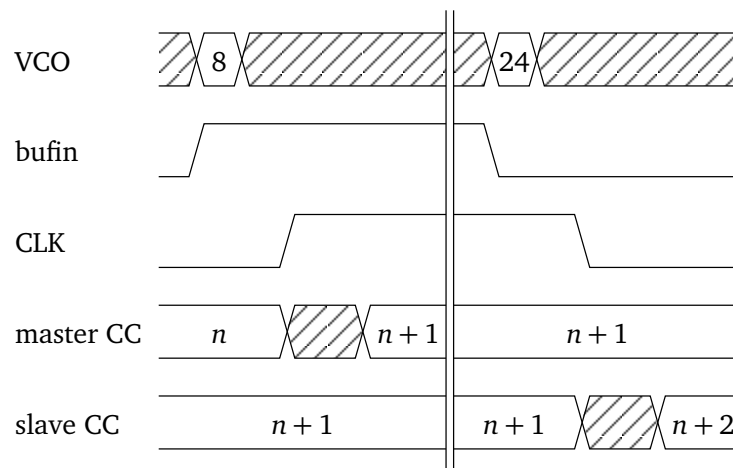 VCO 8 24
bufin
CLK
master CC n n + 1 n + 1
slave CC n + 1 n + 1 n + 2